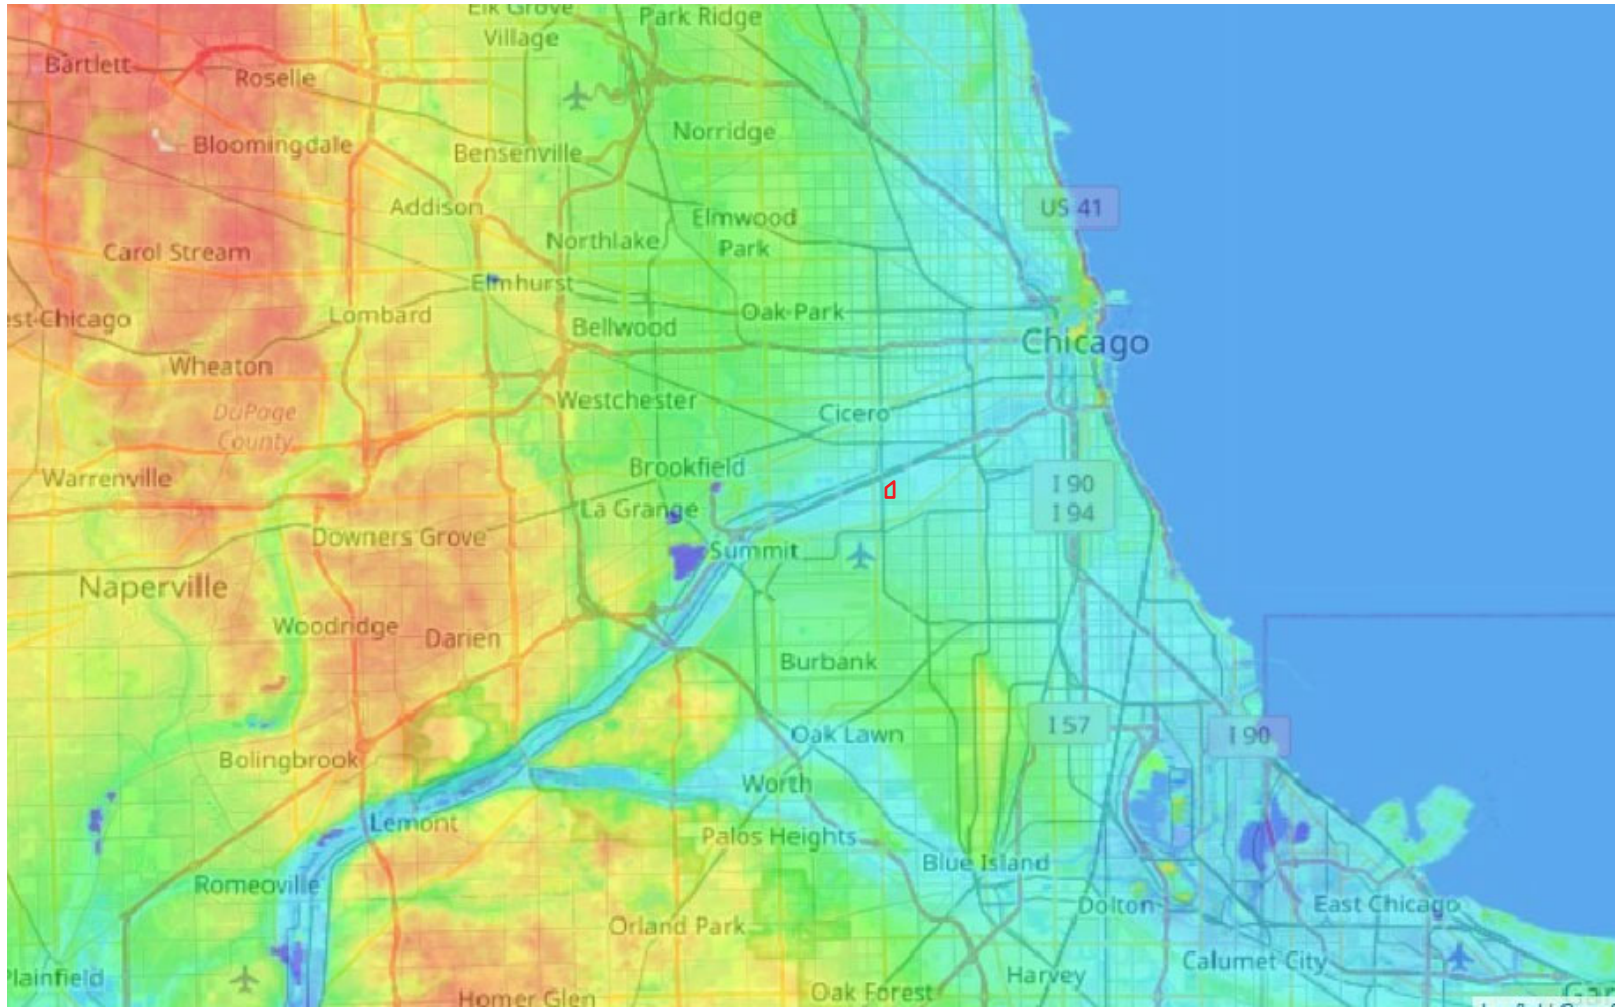 Elk Grove
Village
Park Ridge
Bartlett
Roselle
Norridge
Bloomingdale
Bensenville
Addison
US 41
Elmwood
Park
Northlake
Carol Stream
Elmhurst
Oak Park
est Chicago
Lombard
Bellwood
Chicago
Wheaton
Westchester
DuPage
County
Cicero
Brookfield
Warrenville
I 90
I 94
La Grange
Downers Grove
Summit
Naperville
Woodridge
Darien
Burbank
I 57
I 90
Oak Lawn
Bolingbrook
Worth
Lemont
Palos Heights
Blue Island
Romeoville
Dolton
East Chicago
Orland Park
Calumet City
Plainfield
Harvey
Oak Forest
Homer Glen
Gar